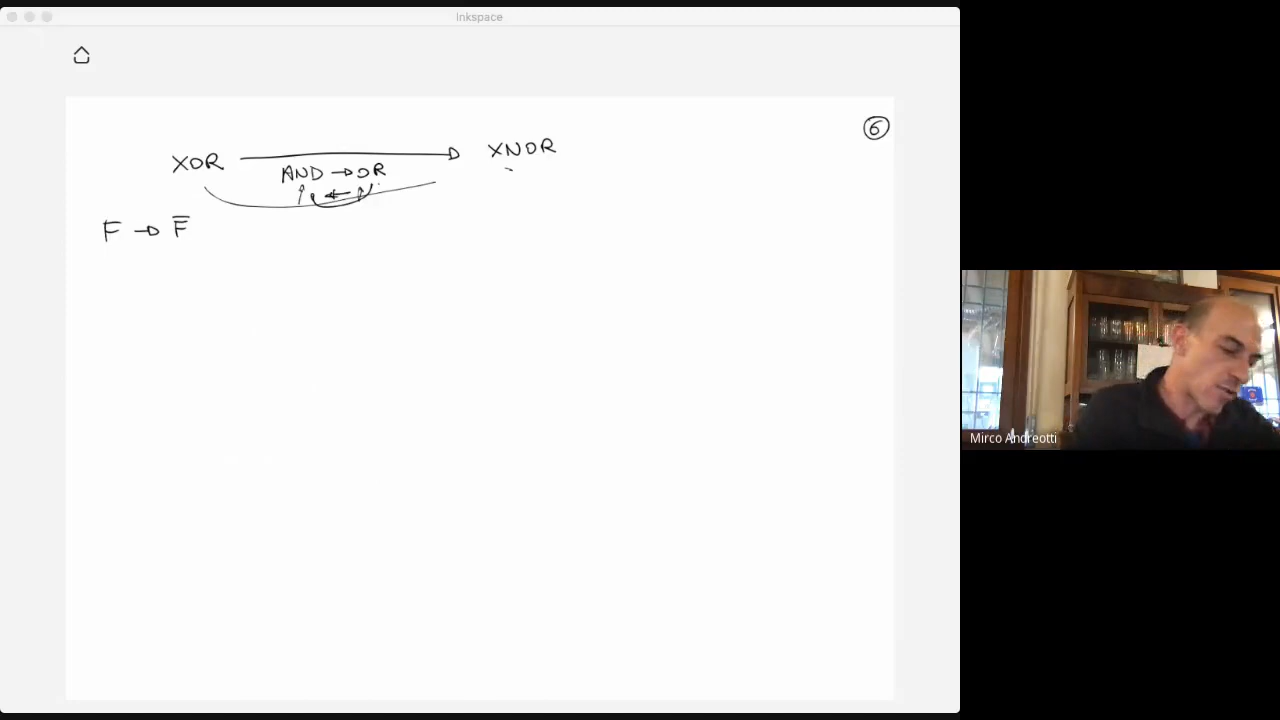 Inkspace
6
XOR → XNOR
AND → OR
F → F̅
Mirco Andreotti